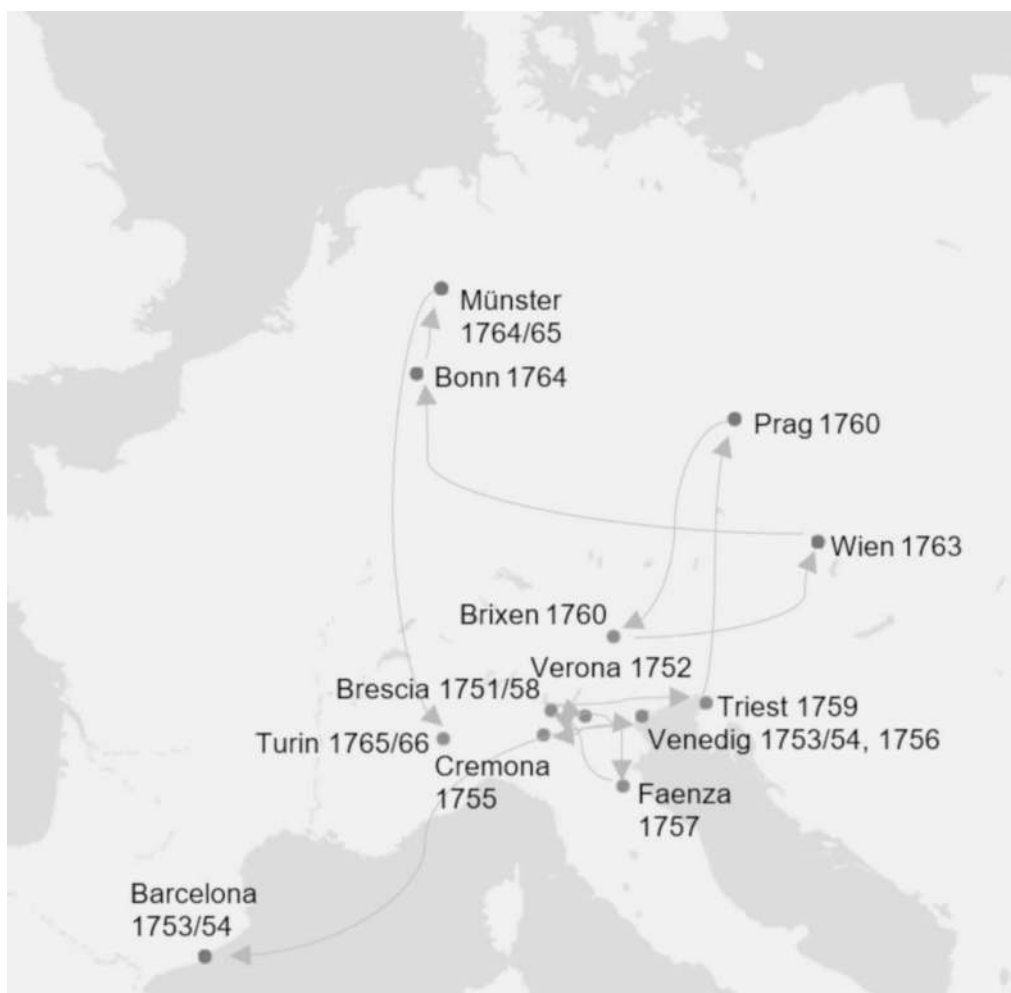 Münster
1764/65
Bonn 1764
Prag 1760
Wien 1763
Brixen 1760
Verona 1752
Brescia 1751/58
Triest 1759
Turin 1765/66
Venedig 1753/54, 1756
Cremona
1755
Faenza
1757
Barcelona
1753/54